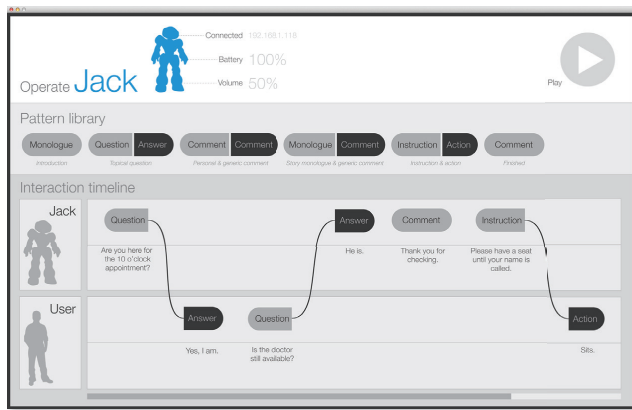 Connected 192.168.1.116
Battery 100%
Operate Jack
Volume 50%
Play
Pattern library
Monologue Question Answer Comment Comment Monologue Comment Instruction Action Comment
Introduction Topical question Personal & generic comment Story monologue & generic comment Instruction & action Finished
Interaction timeline
Jack
Question Answer Comment Instruction
Are you here for
the 10 o'clock
appointment?
He is.
Thank you for
checking.
Please have a seat
until your name is
called.
User
Answer Question Action
Yes, I am.
Is the doctor
still available?
Sits.